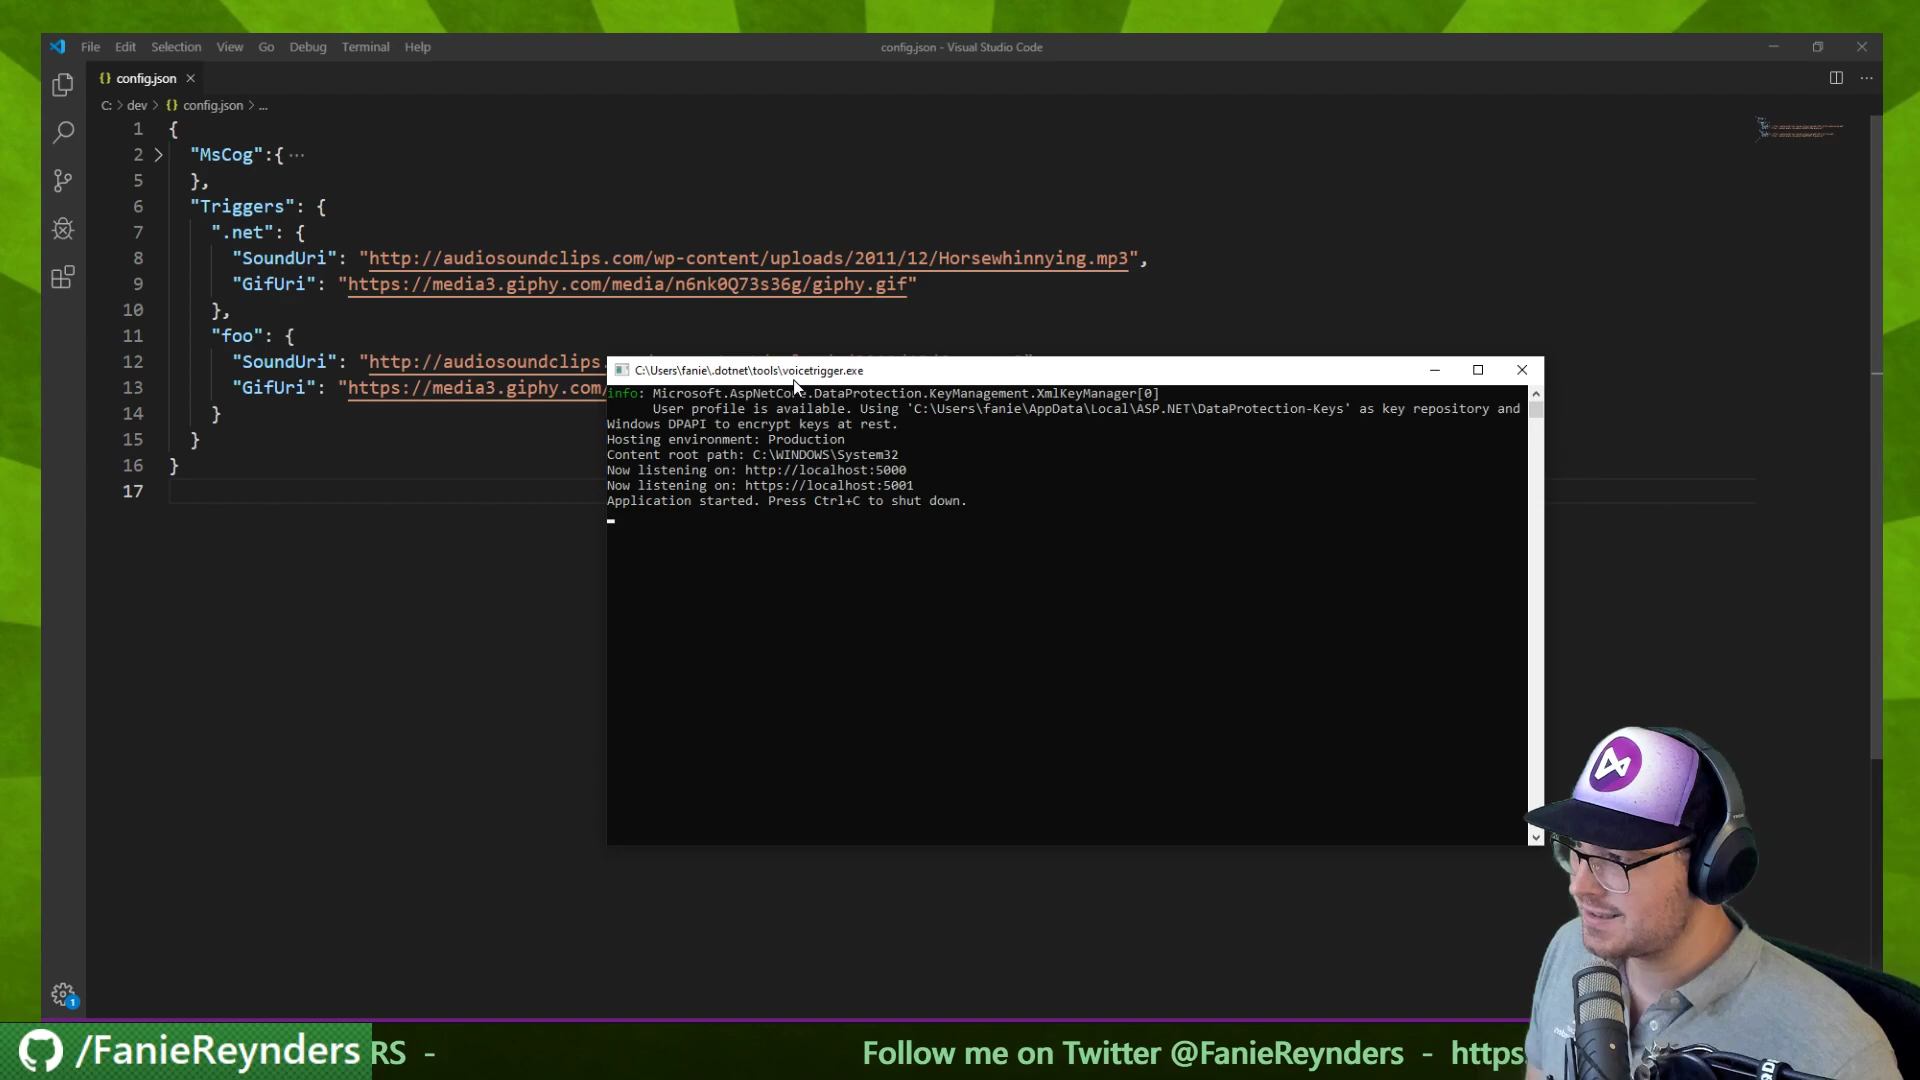 File Edit Selection View Go Debug Terminal Help
config.json - Visual Studio Code
{} config.json
C: > dev > {} config.json > ...
1 {
2 "MsCog":{ ...
5 },
6 "Triggers": {
7 ".net": {
8 "SoundUri": "http://audiosoundclips.com/wp-content/uploads/2011/12/Horsewhinnying.mp3",
9 "GifUri": "https://media3.giphy.com/media/n6nk0Q73s36g/giphy.gif"
10 },
11 "foo": {
12 "SoundUri": "http://audiosoundclips.
13 "GifUri": "https://media3.giphy.com/
14 }
15 }
16 }
17
C:\Users\fanie\.dotnet\tools\voicetrigger.exe
info: Microsoft.AspNetCore.DataProtection.KeyManagement.XmlKeyManager[0]
User profile is available. Using 'C:\Users\fanie\AppData\Local\ASP.NET\DataProtection-Keys' as key repository and
Windows DPAPI to encrypt keys at rest.
Hosting environment: Production
Content root path: C:\WINDOWS\System32
Now listening on: http://localhost:5000
Now listening on: https://localhost:5001
Application started. Press Ctrl+C to shut down.
1
/FanieReynders RS - Follow me on Twitter @FanieReynders - https